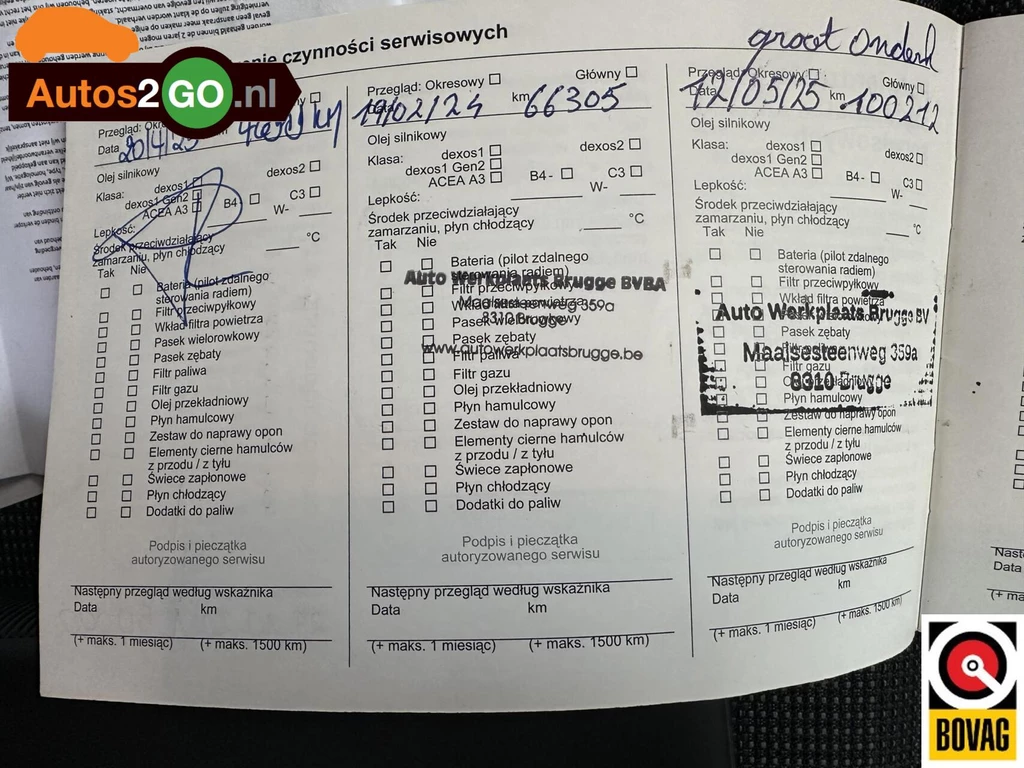 Autos2GO.nl
czynności serwisowych
groot onderh
Data 20/4/23
Olej silnikowy
Klasa: dexos1 dexos2
dexos1 Gen2
ACEA A3 B4 C3
Lepkość: W-
Środek przeciwdziałający
zamarzaniu, płyn chłodzący °C
Tak Nie
Bateria (pilot zdalnego
sterowania radiem)
Filtr przeciwpyłkowy
Wkład filtra powietrza
Pasek wielorowkowy
Pasek zębaty
Filtr paliwa
Filtr gazu
Olej przekładniowy
Płyn hamulcowy
Zestaw do naprawy opon
Elementy cierne hamulców
z przodu / z tyłu
Świece zapłonowe
Płyn chłodzący
Dodatki do paliw
Podpis i pieczątka
autoryzowanego serwisu
Następny przegląd według wskaźnika
Data km
(+ maks. 1 miesiąc) (+ maks. 1500 km)
Przegląd: Okresowy Główny
19/02/24 km 66305
Olej silnikowy
Klasa: dexos1 dexos2
dexos1 Gen2
ACEA A3 B4 - C3
Lepkość: W-
Środek przeciwdziałający
zamarzaniu, płyn chłodzący °C
Tak Nie
Bateria (pilot zdalnego
sterowania radiem)
Auto Werkplaats Brugge BVBA
Filtr przeciwpyłkowy
Maalsesteenweg 359a
Wkład filtra powietrza
8310 Brugge
Pasek wielorowkowy
Pasek zębaty
www.autowerkplaatsbrugge.be
Filtr paliwa
Filtr gazu
Olej przekładniowy
Płyn hamulcowy
Zestaw do naprawy opon
Elementy cierne hamulców
z przodu / z tyłu
Świece zapłonowe
Płyn chłodzący
Dodatki do paliw
Podpis i pieczątka
autoryzowanego serwisu
Następny przegląd według wskaźnika
Data km
(+ maks. 1 miesiąc) (+ maks. 1500 km)
Przegląd: Okresowy Główny
Data 12/05/25 km 100212
Olej silnikowy
Klasa: dexos1 dexos2
dexos1 Gen2
ACEA A3 B4 - C3
Lepkość: W-
Środek przeciwdziałający
zamarzaniu, płyn chłodzący °C
Tak Nie
Bateria (pilot zdalnego
sterowania radiem)
Filtr przeciwpyłkowy
Wkład filtra powietrza
Auto Werkplaats Brugge BV
Pasek zębaty
Maalsesteenweg 359a
Filtr gazu
8310 Brugge
Płyn hamulcowy
Zestaw do naprawy opon
Elementy cierne hamulców
z przodu / z tyłu
Świece zapłonowe
Płyn chłodzący
Dodatki do paliw
Podpis i pieczątka
autoryzowanego serwisu
Następny przegląd według wskaźnika
Data km
(+ maks. 1 miesiąc) (+ maks. 1500 km)
Data
BOVAG